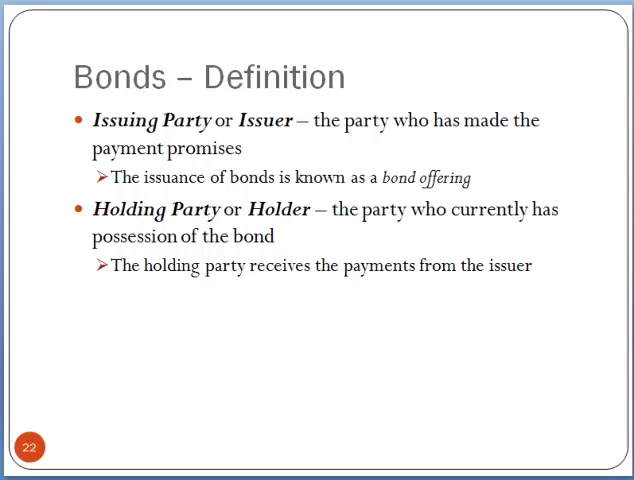 Bonds – Definition
• Issuing Party or Issuer – the party who has made the
payment promises
➢The issuance of bonds is known as a bond offering
• Holding Party or Holder – the party who currently has
possession of the bond
➢The holding party receives the payments from the issuer
22